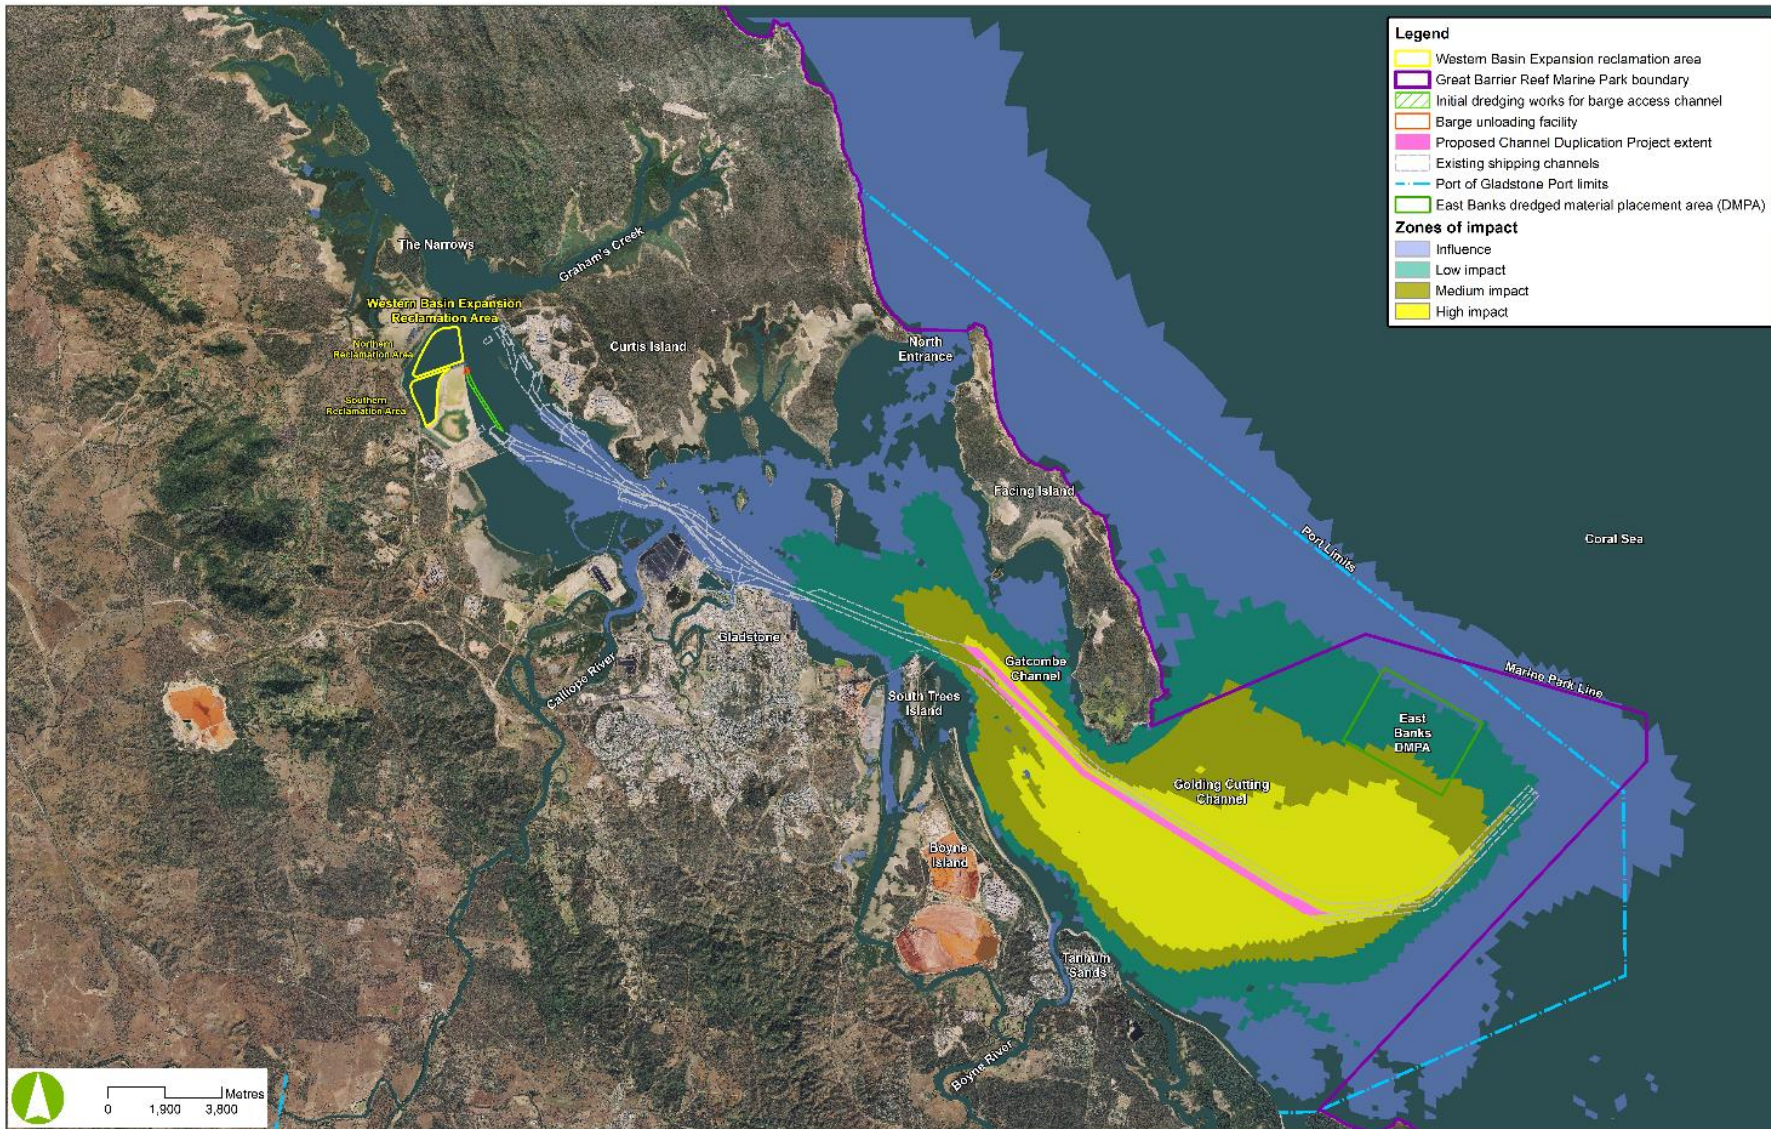 Legend
Western Basin Expansion reclamation area
Great Barrier Reef Marine Park boundary
Initial dredging works for barge access channel
Barge unloading facility
Proposed Channel Duplication Project extent
Existing shipping channels
Port of Gladstone Port limits
East Banks dredged material placement area (DMPA)
Zones of impact
Influence
Low impact
Medium impact
High impact
The Narrows
Graham's Creek
Western Basin Expansion
Reclamation Area
Northern
Reclamation Area
Southern
Reclamation Area
Curtis Island
North
Entrance
Facing Island
Coral Sea
Port Limits
Gladstone
Calliope River
Gatcombe
Channel
South Trees
Island
Marine Park Line
East
Banks
DMPA
Golding Cutting
Channel
Boyne
Island
Tannum
Sands
Boyne River
Metres
0 1,900 3,800